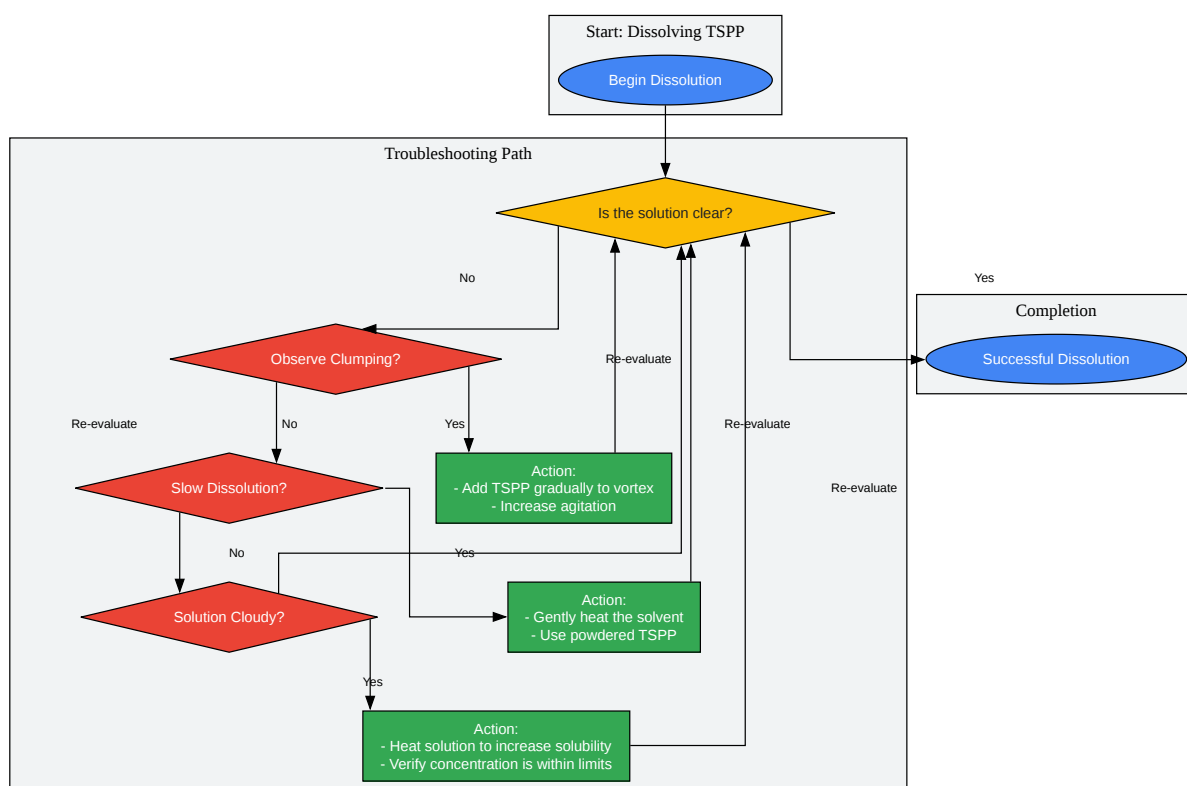 Start: Dissolving TSPP
Begin Dissolution
Troubleshooting Path
Is the solution clear?
No
Yes
Completion
Observe Clumping?
Re-evaluate
Successful Dissolution
Re-evaluate
No
Yes
Re-evaluate
Action:
- Add TSPP gradually to vortex
- Increase agitation
Slow Dissolution?
Re-evaluate
No
Yes
Action:
- Gently heat the solvent
- Use powdered TSPP
Solution Cloudy?
Yes
Action:
- Heat solution to increase solubility
- Verify concentration is within limits